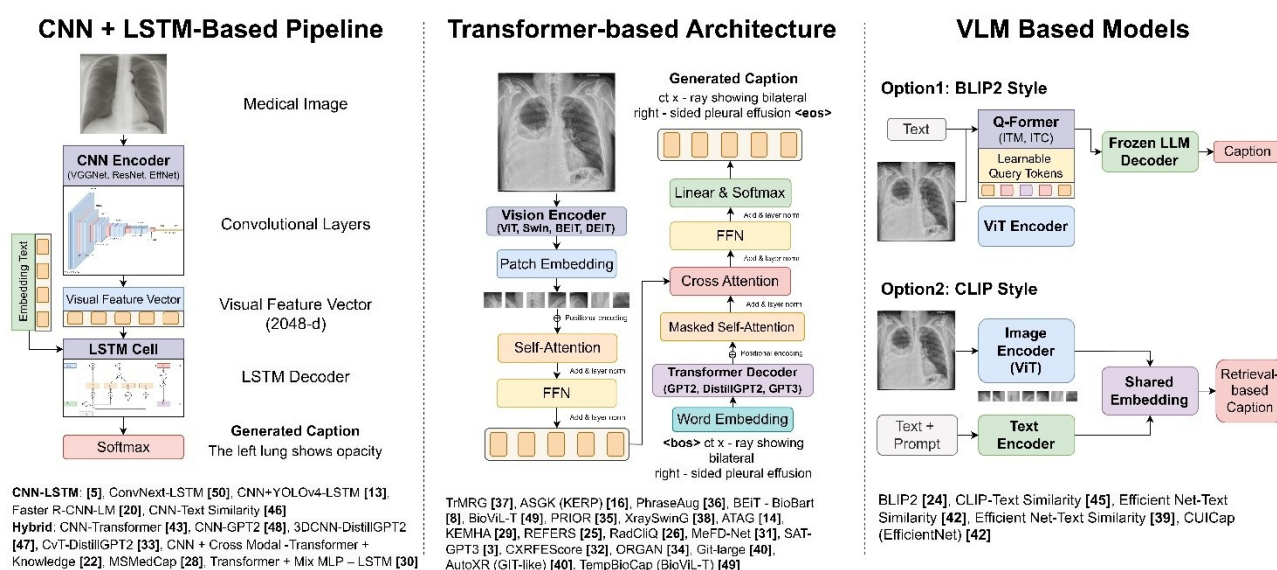 CNN + LSTM-Based Pipeline
Medical Image
CNN Encoder
(VGGNet, ResNet, EffNet)
Convolutional Layers
Embedding Text
Visual Feature Vector
Visual Feature Vector
(2048-d)
LSTM Cell
LSTM Decoder
Softmax
Generated Caption
The left lung shows opacity
CNN-LSTM: [5], ConvNext-LSTM [50], CNN+YOLOv4-LSTM [13],
Faster R-CNN-LM [20], CNN-Text Similarity [46]
Hybrid: CNN-Transformer [43], CNN-GPT2 [48], 3DCNN-DistilGPT2
[47], CvT-DistilGPT2 [33], CNN + Cross Modal -Transformer +
Knowledge [22], MSMedCap [28], Transformer + Mix MLP – LSTM [30]
Transformer-based Architecture
Vision Encoder
(ViT, Swin, BEIT, DEIT)
Patch Embedding
Positional encoding
Self-Attention
Add & layer norm
FFN
Add & layer norm
Generated Caption
ct x - ray showing bilateral
right - sided pleural effusion <eos>
Linear & Softmax
Add & layer norm
FFN
Add & layer norm
Cross Attention
Add & layer norm
Masked Self-Attention
Positional encoding
Transformer Decoder
(GPT2, DistillGPT2, GPT3)
Word Embedding
<bos> ct x - ray showing
bilateral
right - sided pleural effusion
TrMRG [37], ASGK (KERP) [16], PhraseAug [36], BEiT - BioBart
[8], BioViL-T [49], PRIOR [35], XraySwinG [38], ATAG [14],
KEMHA [29], REFERS [25], RadCliQ [26], MeFD-Net [31], SAT-
GPT3 [3], CXRFEScore [32], ORGAN [34], Git-large [40],
AutoXR (GIT-like) [40], TempBioCap (BioViL-T) [49]
VLM Based Models
Option1: BLIP2 Style
Text
Q-Former
(ITM, ITC)
Learnable
Query Tokens
ViT Encoder
Frozen LLM
Decoder
Caption
Option2: CLIP Style
Image
Encoder
(ViT)
Text +
Prompt
Text
Encoder
Shared
Embedding
Retrieval-
based
Caption
BLIP2 [24], CLIP-Text Similarity [45], Efficient Net-Text
Similarity [42], Efficient Net-Text Similarity [39], CUICap
(EfficientNet) [42]